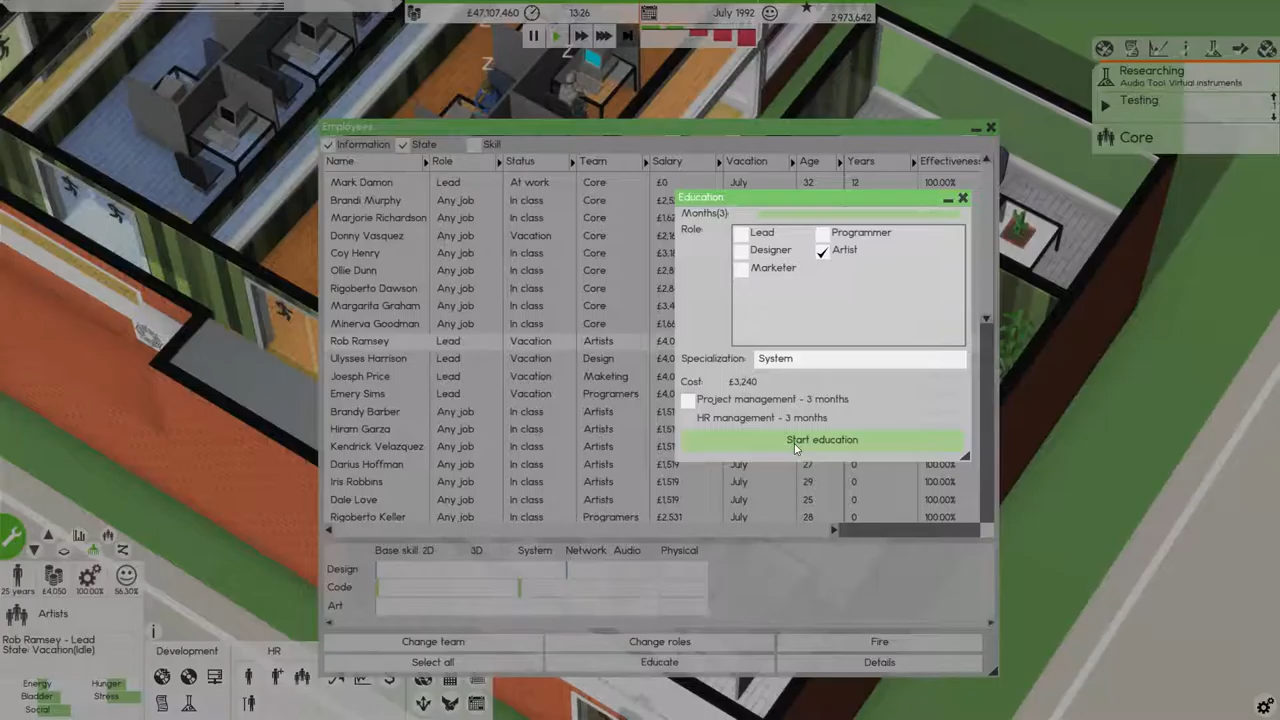 £47,107,460 13:26 July 1992 2,973,642
Researching
Audio Tool Virtual instruments
Testing
Core
Employees
Information State Skill
Name Role Status Team Salary Vacation Age Years Effectiveness
Mark Damon Lead At work Core £0 July 32 12 100.00%
Brandi Murphy Any job In class Core
Marjorie Richardson Any job In class Core
Donny Vasquez Any job Vacation Core
Coy Henry Any job In class Core
Ollie Dunn Any job In class Core
Rigoberto Dawson Any job In class Core
Margarita Graham Any job In class Core
Minerva Goodman Any job In class Core
Rob Ramsey Lead Vacation Artists
Ulysses Harrison Lead Vacation Design
Joesph Price Lead Vacation Maketing
Emery Sims Lead Vacation Programers
Brandy Barber Any job In class Artists
Hiram Garza Any job In class Artists
Kendrick Velazquez Any job In class Artists
Darius Hoffman Any job In class Artists £1,519 July 27 0 100.00%
Iris Robbins Any job In class Artists £1,519 July 29 0 100.00%
Dale Love Any job In class Artists £1,519 July 25 0 100.00%
Rigoberto Keller Any job In class Programers £2,531 July 28 0 100.00%
Education
Months(3)
Role
Lead Programmer
Designer Artist
Marketer
Specialization System
Cost £3,240
Project management - 3 months
HR management - 3 months
Start education
Base skill 2D 3D System Network Audio Physical
Design
Code
Art
Change team Change roles Fire
Select all Educate Details
25 years £4,050 100.00% 56.30%
Artists
Rob Ramsey - Lead
State: Vacation(Idle)
Energy Hunger
Bladder Stress
Social
Development HR
Z
Z